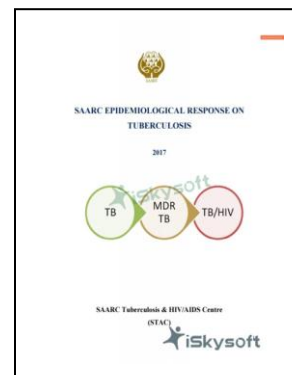 SAARC EPIDEMIOLOGICAL RESPONSE ON
TUBERCULOSIS
2017
iSkysoft
TB
MDR
TB
TB/HIV
SAARC Tuberculosis & HIV/AIDS Centre
(STAC)
iSkysoft